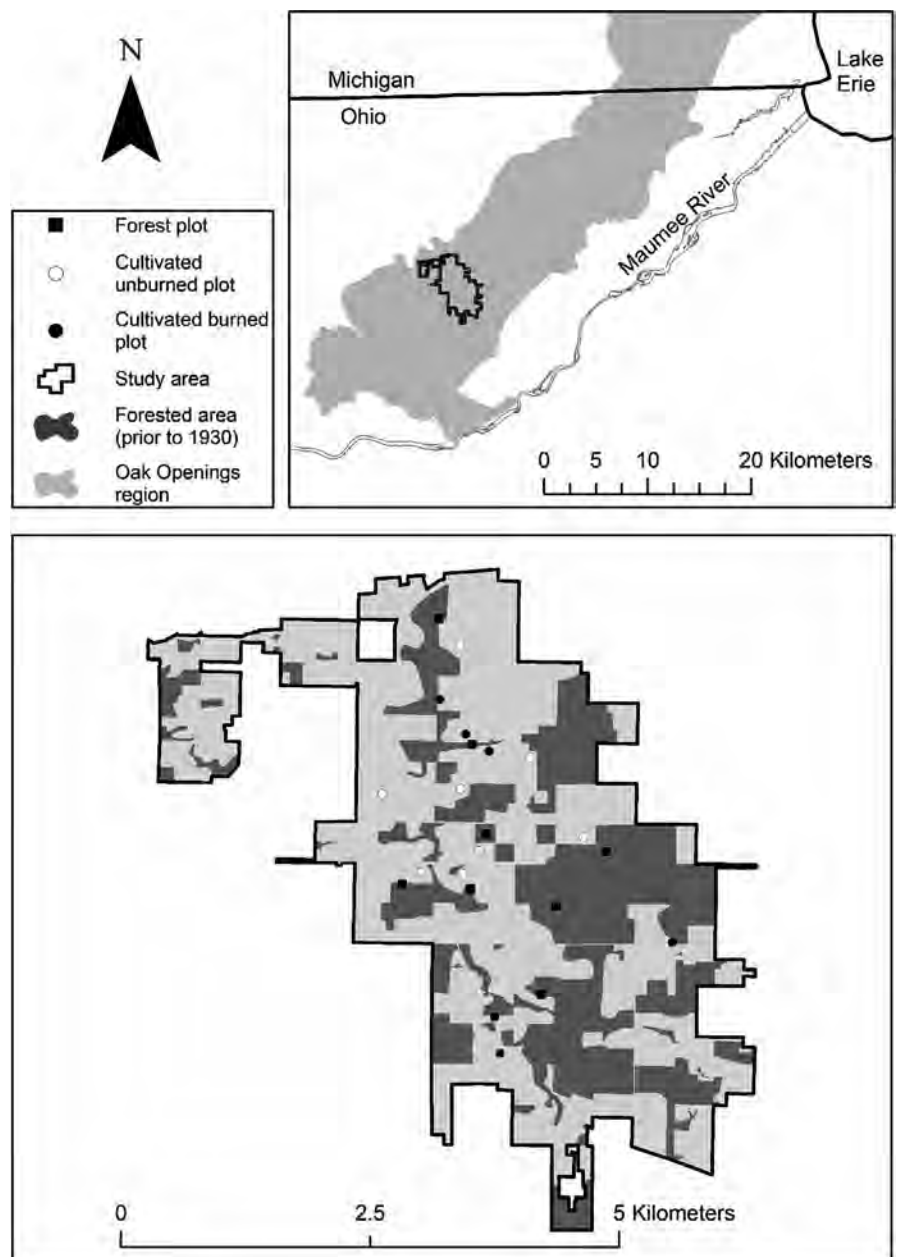 N
Michigan
Ohio
Lake
Erie
Maumee River
0 5 10 20 Kilometers
Forest plot
Cultivated
unburned plot
Cultivated burned
plot
Study area
Forested area
(prior to 1930)
Oak Openings
region
0 2.5 5 Kilometers